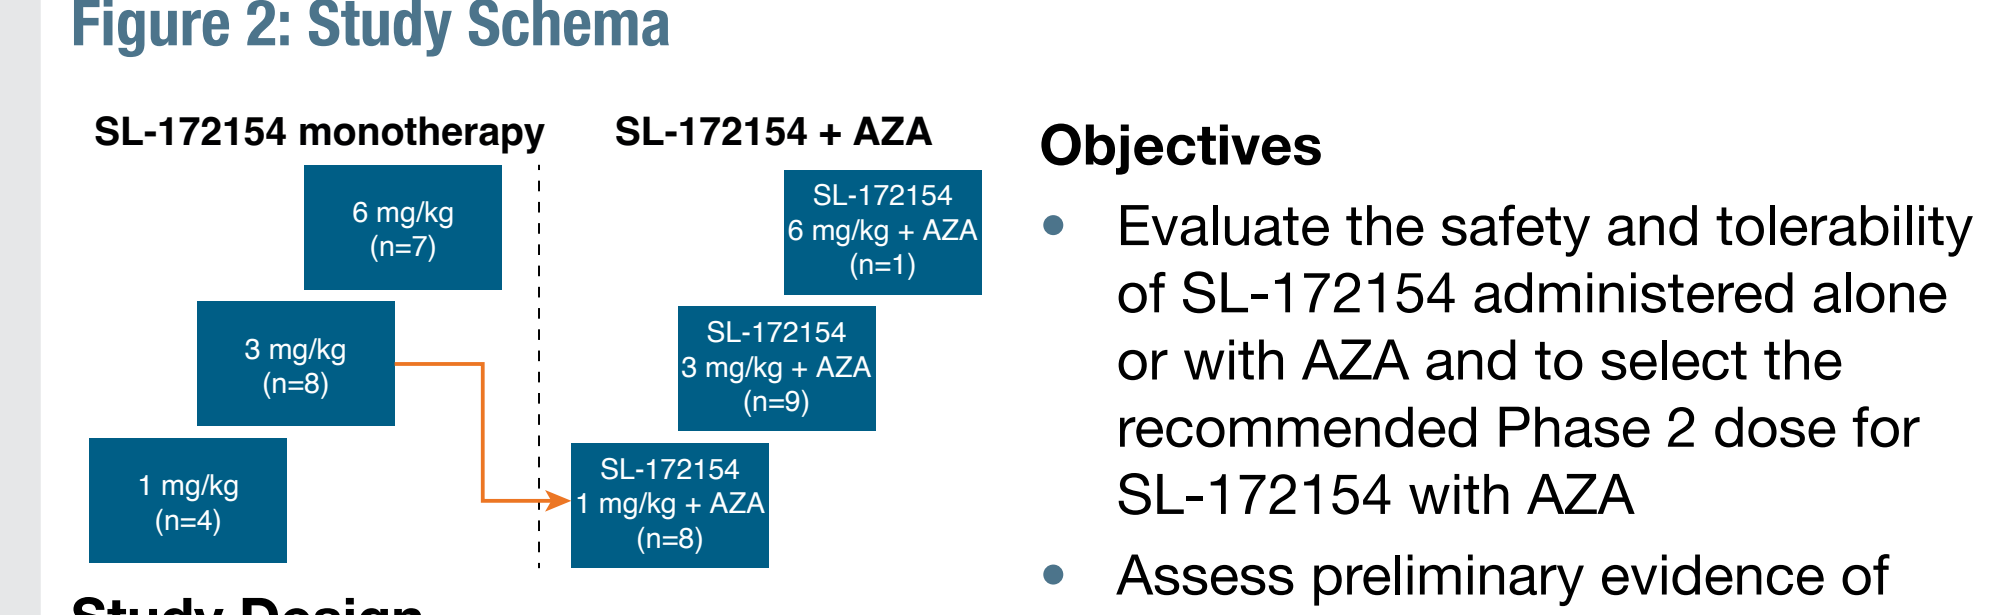 Figure 2: Study Schema
SL-172154 monotherapy
6 mg/kg
(n=7)
3 mg/kg
(n=8)
1 mg/kg
(n=4)
SL-172154 + AZA
SL-172154
6 mg/kg + AZA
(n=1)
SL-172154
3 mg/kg + AZA
(n=9)
SL-172154
1 mg/kg + AZA
(n=8)
Study Design
Objectives
• Evaluate the safety and tolerability
of SL-172154 administered alone
or with AZA and to select the
recommended Phase 2 dose for
SL-172154 with AZA
• Assess preliminary evidence of